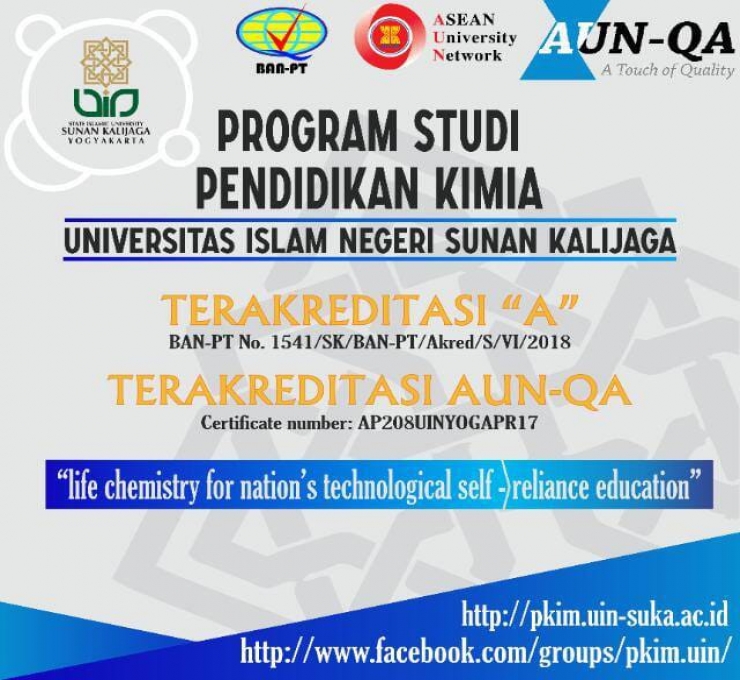 BAN-PT
ASEAN
University
Network
AUN-QA
A Touch of Quality
UIN
STATE ISLAMIC UNIVERSITY
SUNAN KALIJAGA
YOGYAKARTA
PROGRAM STUDI
PENDIDIKAN KIMIA
UNIVERSITAS ISLAM NEGERI SUNAN KALIJAGA
TERAKREDITASI “A”
BAN-PT No. 1541/SK/BAN-PT/Akred/S/VI/2018
TERAKREDITASI AUN-QA
Certificate number: AP208UINYOGAPR17
“life chemistry for nation’s technological self -reliance education”
http://pkim.uin-suka.ac.id
http://www.facebook.com/groups/pkim.uin/